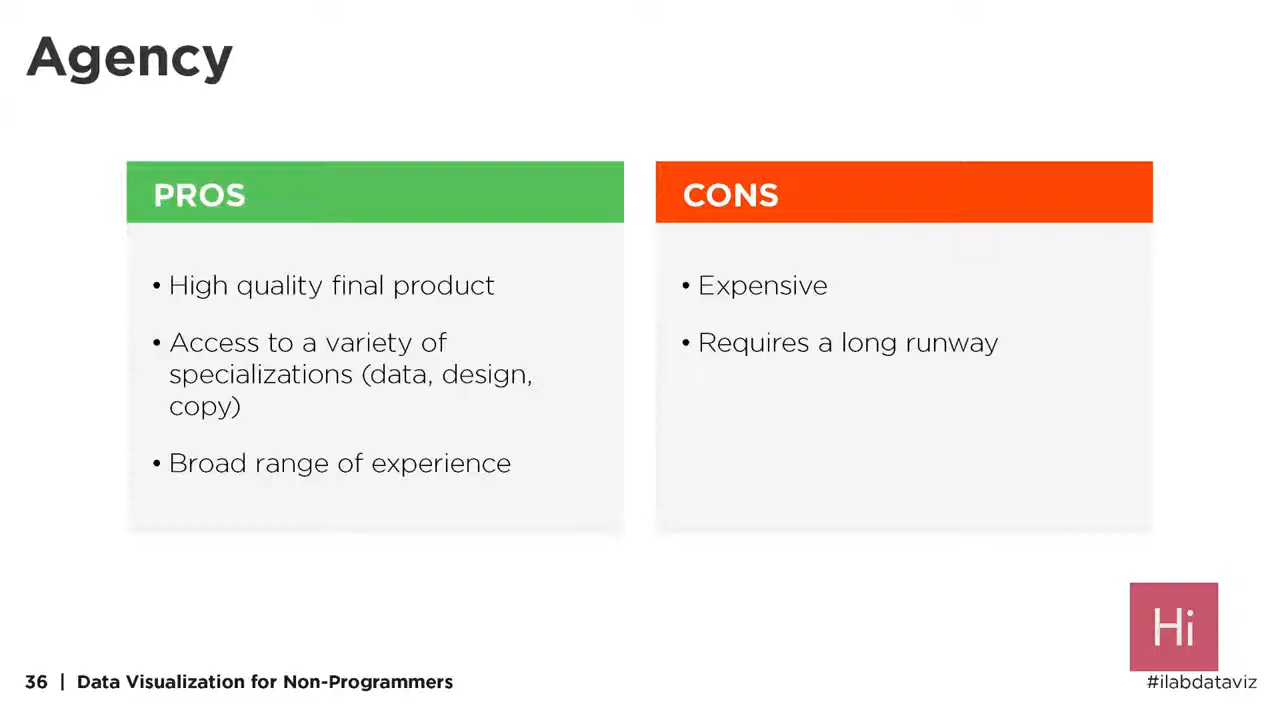 Agency
PROS
• High quality final product
• Access to a variety of
specializations (data, design,
copy)
• Broad range of experience
CONS
• Expensive
• Requires a long runway
Hi
36 | Data Visualization for Non-Programmers
#ilabdataviz